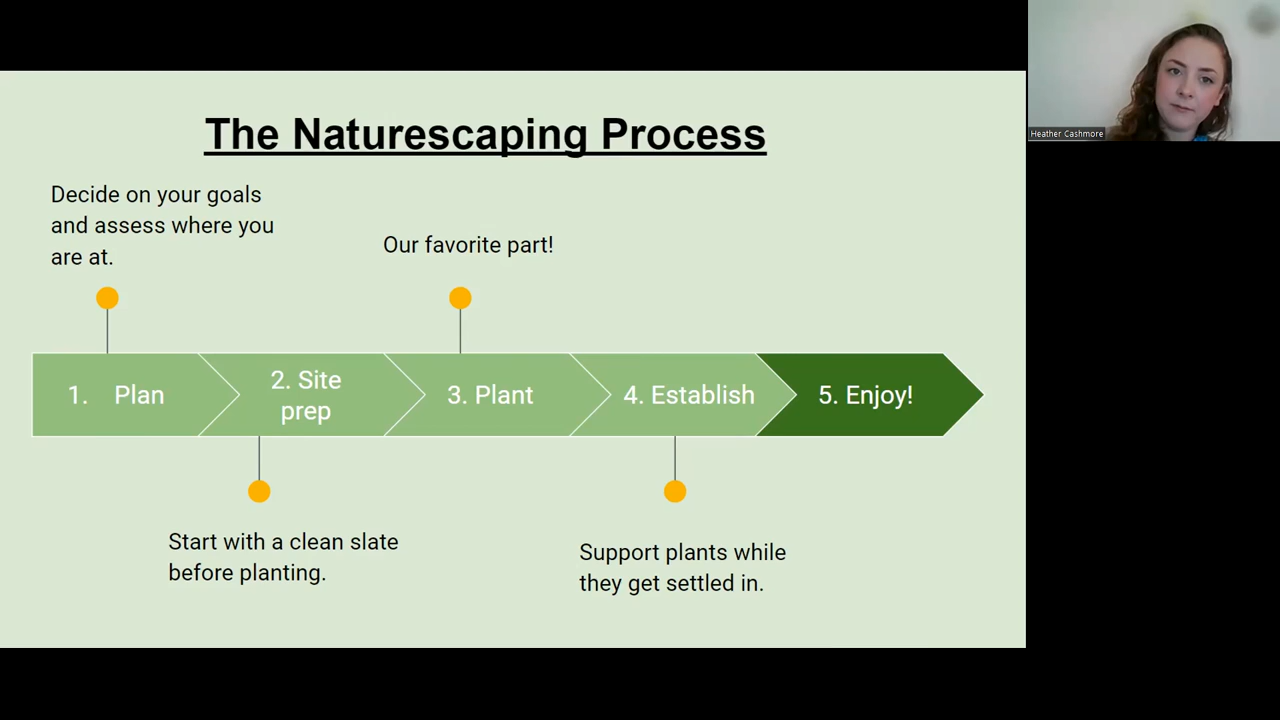 The Naturescaping Process
Decide on your goals
and assess where you
are at.
Our favorite part!
1. Plan
2. Site
prep
3. Plant
4. Establish
5. Enjoy!
Start with a clean slate
before planting.
Support plants while
they get settled in.
Heather Cashmore